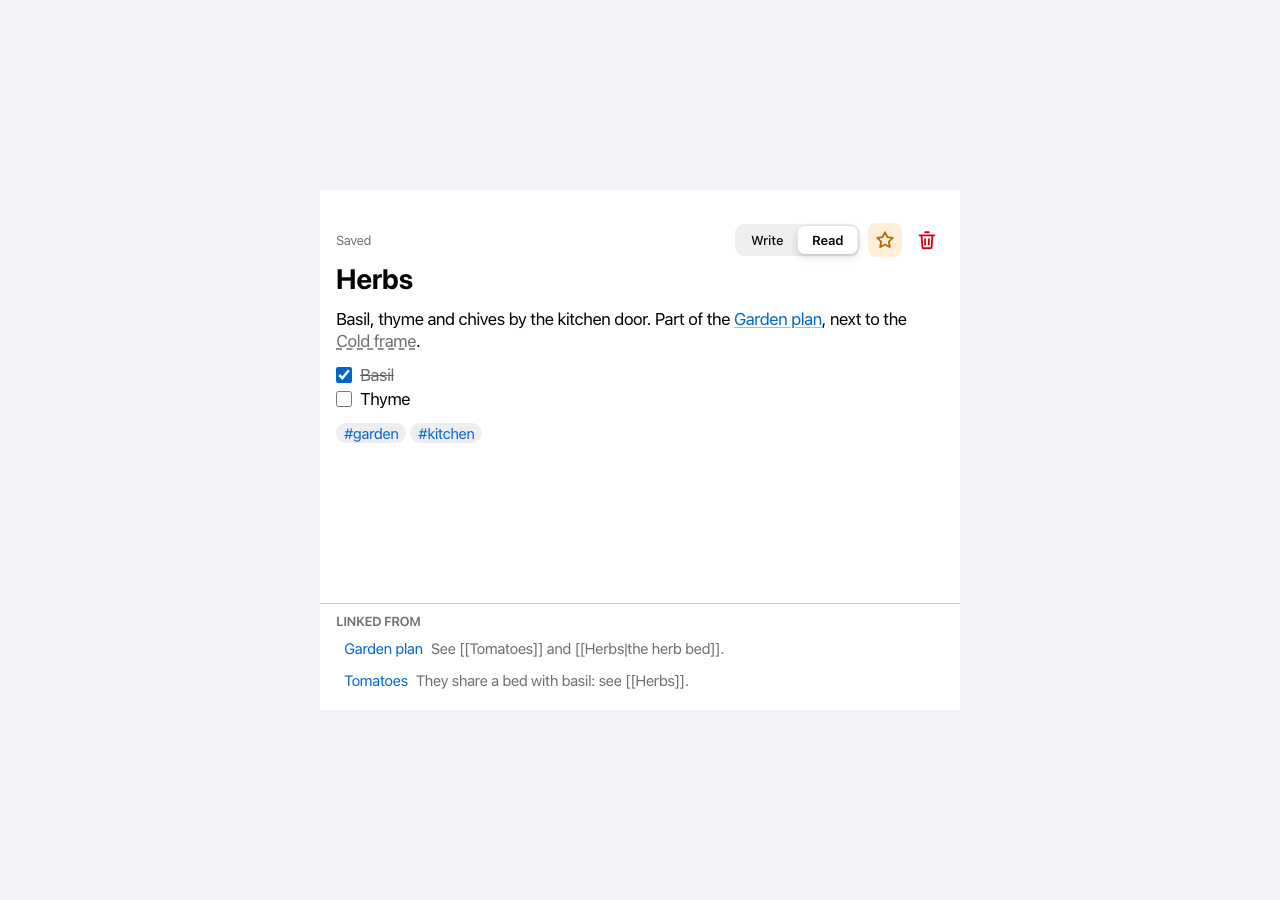 Saved
Write
Read
Herbs
Basil, thyme and chives by the kitchen door. Part of the Garden plan, next to the
Cold frame.
Basil
Thyme
#garden #kitchen
LINKED FROM
Garden plan See [[Tomatoes]] and [[Herbs|the herb bed]].
Tomatoes They share a bed with basil: see [[Herbs]].